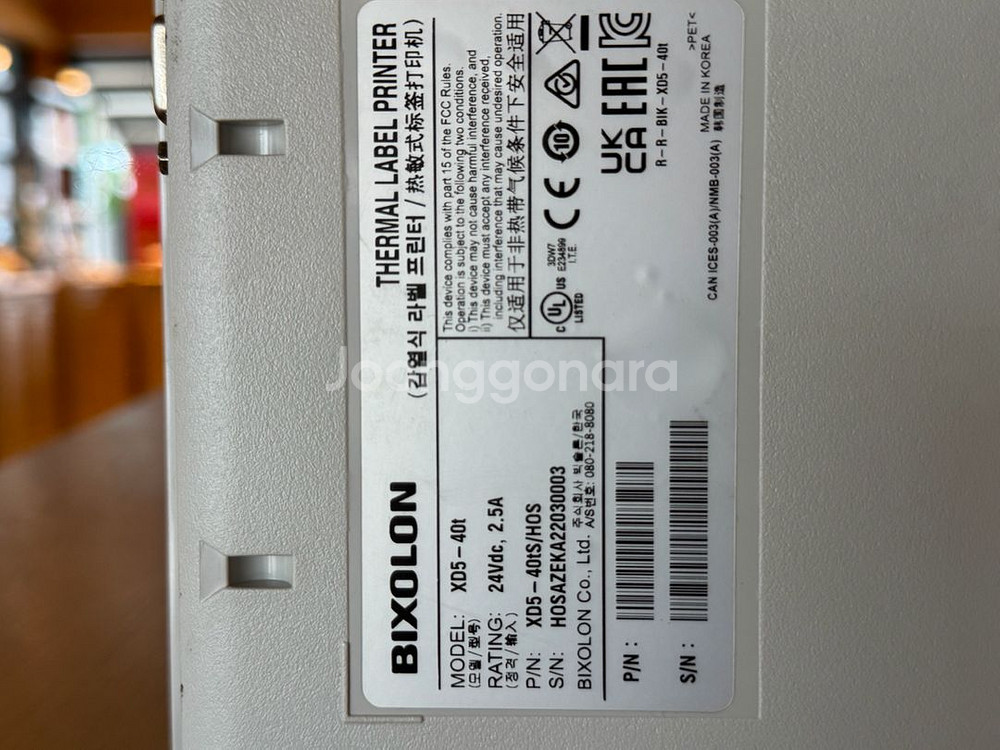 BIXOLON
THERMAL LABEL PRINTER
(감열식 라벨 프린터 / 热敏式标签打印机)
MODEL: XD5-40t
(모델/型号)
RATING: 24Vdc, 2.5A
(정격/输入)
P/N: XD5-40tS/HOS
S/N: HOSAZEKA22030003
BIXOLON Co., Ltd. 주식회사 빅솔론/한국
A/S번호: 080-218-8080
This device complies with part 15 of the FCC Rules.
Operation is subject to the following two conditions.
i) This device may not cause harmful interference, and
ii) This device must accept any interference received,
including interference that may cause undesired operation.
仅适用于非热带气候条件下安全适用
C UL US
LISTED
3DW7
E234899
I.T.E.
CE
10
UK
CA
EAC
R-R-BIK-XD5-40t
>PET<
MADE IN KOREA
韩国制造
CAN ICES-003(A)/NMB-003(A)
P/N :
S/N :
Joonggonara